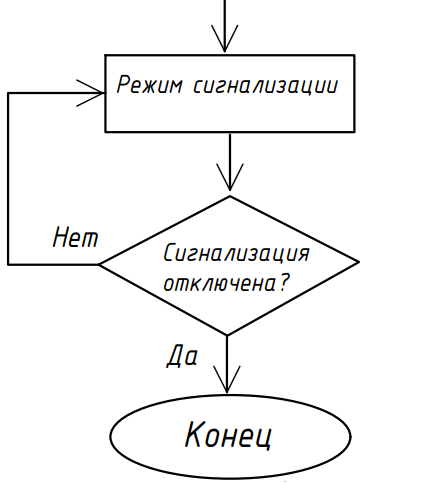 Режим сигнализации
Нет
Сигнализация
отключена?
Да
Конец